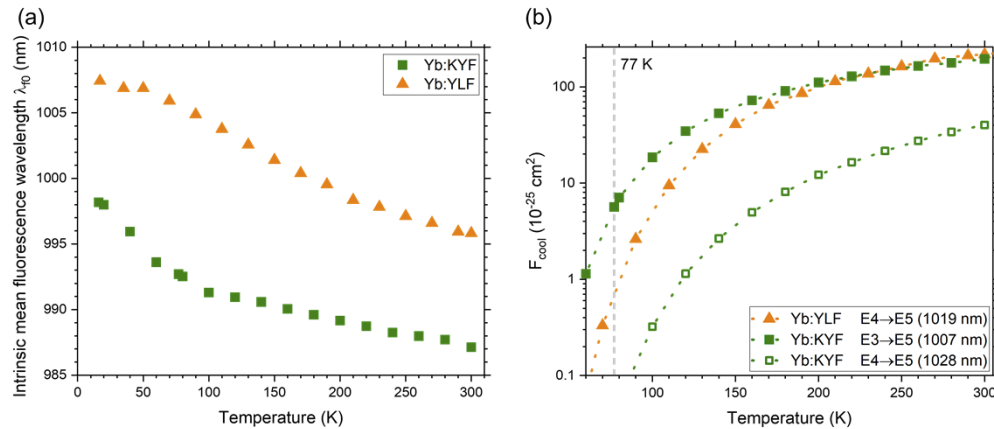 (a)
Intrinsic mean fluorescence wavelength λf0 (nm)
1010
1005
1000
995
990
985
0 50 100 150 200 250 300
Temperature (K)
Yb:KYF
Yb:YLF
(b)
Fcool (10⁻²⁵ cm²)
100
10
1
0.1
100 150 200 250 300
Temperature (K)
77 K
Yb:YLF E4→E5 (1019 nm)
Yb:KYF E3→E5 (1007 nm)
Yb:KYF E4→E5 (1028 nm)